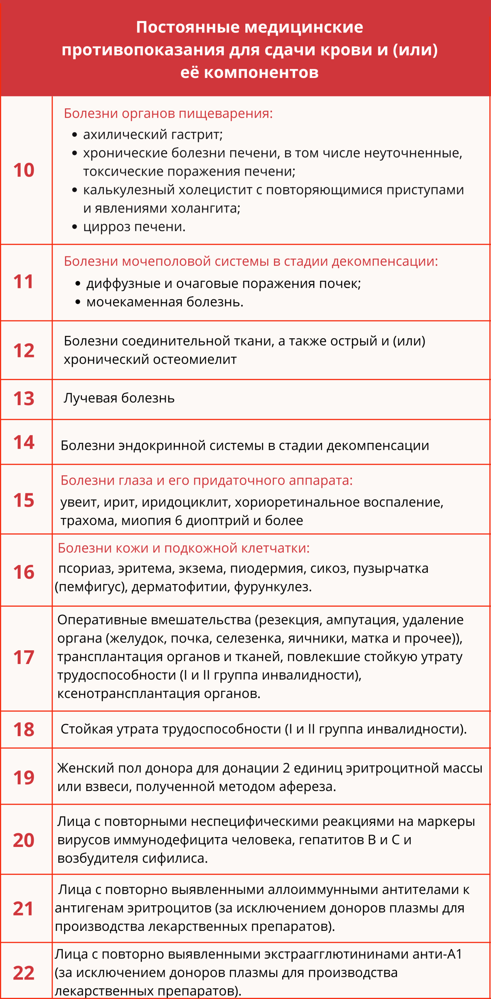 Постоянные медицинские
противопоказания для сдачи крови и (или)
её компонентов
10
Болезни органов пищеварения:
• ахилический гастрит;
• хронические болезни печени, в том числе неуточненные,
токсические поражения печени;
• калькулезный холецистит с повторяющимися приступами
и явлениями холангита;
• цирроз печени.
11
Болезни мочеполовой системы в стадии декомпенсации:
• диффузные и очаговые поражения почек;
• мочекаменная болезнь.
12
Болезни соединительной ткани, а также острый и (или)
хронический остеомиелит
13
Лучевая болезнь
14
Болезни эндокринной системы в стадии декомпенсации
15
Болезни глаза и его придаточного аппарата:
увеит, ирит, иридоциклит, хориоретинальное воспаление,
трахома, миопия 6 диоптрий и более
16
Болезни кожи и подкожной клетчатки:
псориаз, эритема, экзема, пиодермия, сикоз, пузырчатка
(пемфигус), дерматофитии, фурункулез.
17
Оперативные вмешательства (резекция, ампутация, удаление
органа (желудок, почка, селезенка, яичники, матка и прочее)),
трансплантация органов и тканей, повлекшие стойкую утрату
трудоспособности (I и II группа инвалидности),
ксенотрансплантация органов.
18
Стойкая утрата трудоспособности (I и II группа инвалидности).
19
Женский пол донора для донации 2 единиц эритроцитной массы
или взвеси, полученной методом афереза.
20
Лица с повторными неспецифическими реакциями на маркеры
вирусов иммунодефицита человека, гепатитов В и С и
возбудителя сифилиса.
21
Лица с повторно выявленными аллоиммунными антителами к
антигенам эритроцитов (за исключением доноров плазмы для
производства лекарственных препаратов).
22
Лица с повторно выявленными экстраагглютининами анти-А1
(за исключением доноров плазмы для производства
лекарственных препаратов).